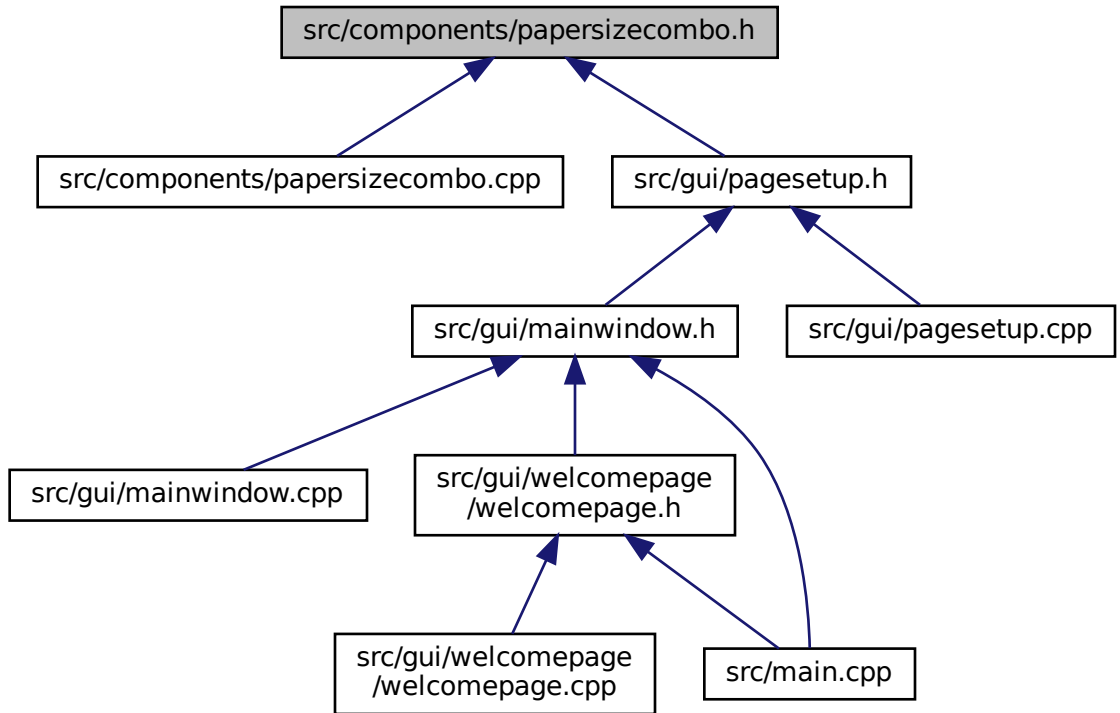 src/components/papersizecombo.h
src/components/papersizecombo.cpp
src/gui/pagesetup.h
src/gui/mainwindow.h
src/gui/pagesetup.cpp
src/gui/mainwindow.cpp
src/gui/welcomepage
/welcomepage.h
src/gui/welcomepage
/welcomepage.cpp
src/main.cpp